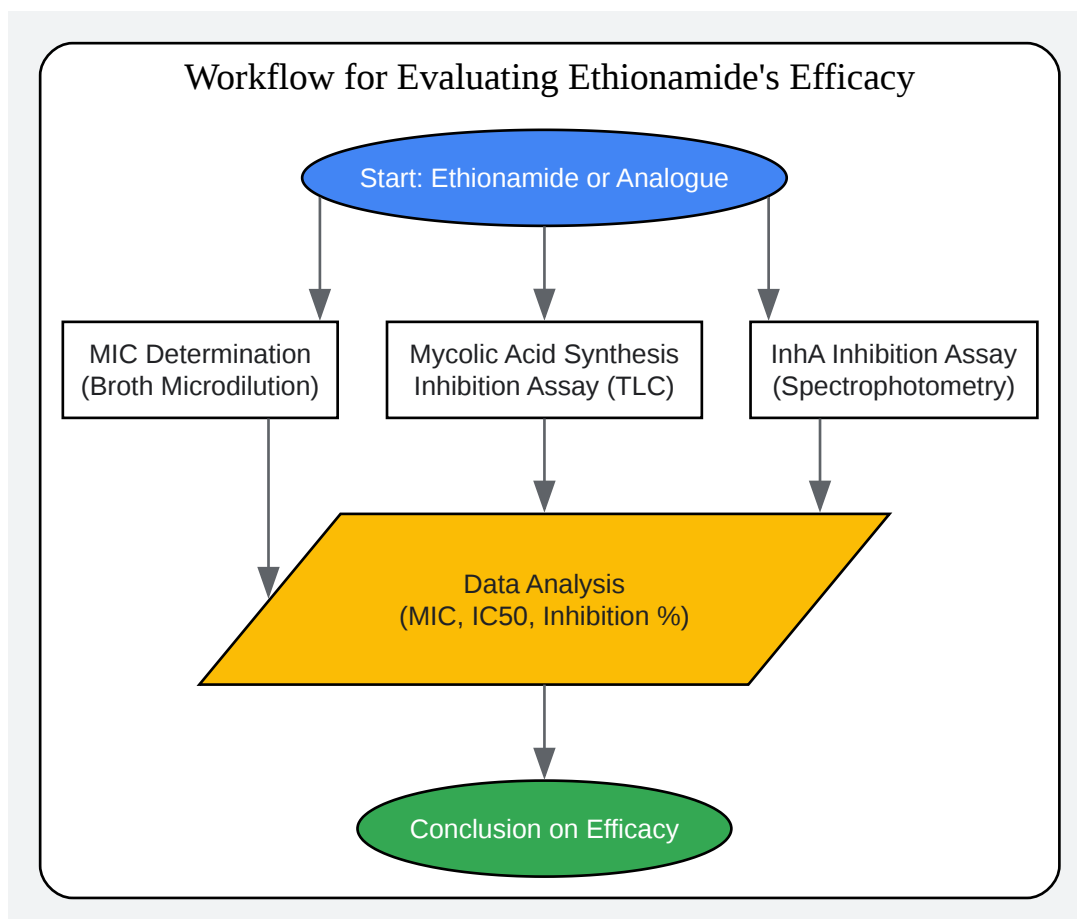 Workflow for Evaluating Ethionamide's Efficacy
Start: Ethionamide or Analogue
MIC Determination
(Broth Microdilution)
Mycolic Acid Synthesis
Inhibition Assay (TLC)
InhA Inhibition Assay
(Spectrophotometry)
Data Analysis
(MIC, IC50, Inhibition %)
Conclusion on Efficacy